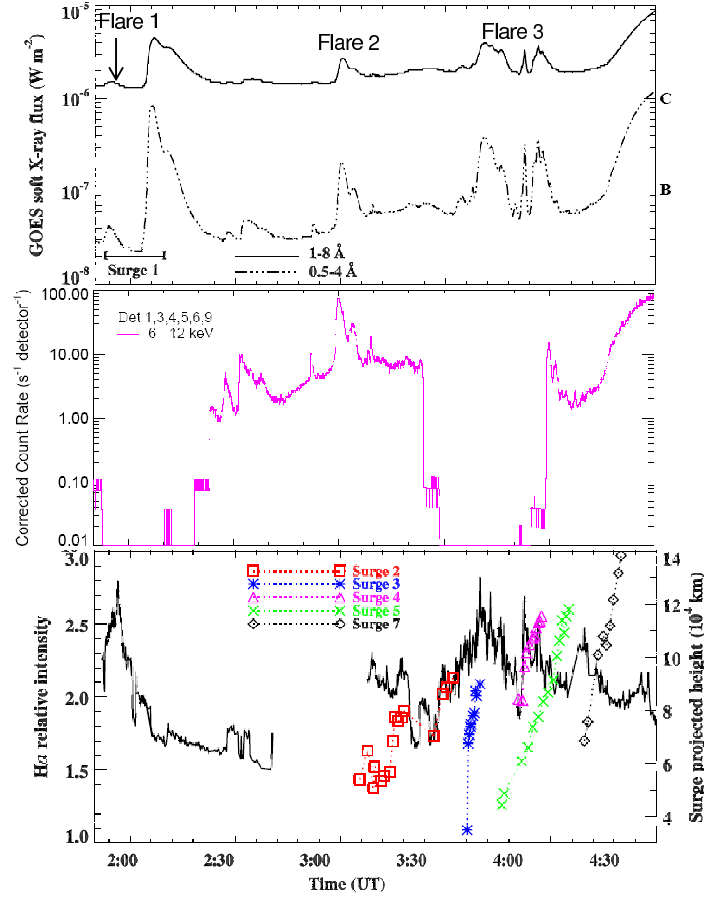 Flare 1
Flare 2
Flare 3
GOES soft X-ray flux (W m⁻²)
10⁻⁵
10⁻⁶
10⁻⁷
10⁻⁸
C
B
Surge 1
1-8 Å
0.5-4 Å
Corrected Count Rate (s⁻¹ detector⁻¹)
100.00
10.00
1.00
0.10
0.01
Det 1,3,4,5,6,9
6 12 keV
Hα relative intensity
3.0
2.5
2.0
1.5
1.0
Surge 2
Surge 3
Surge 4
Surge 5
Surge 7
14
12
10
8
6
4
Surge projected height (10⁴ km)
2:00 2:30 3:00 3:30 4:00 4:30
Time (UT)